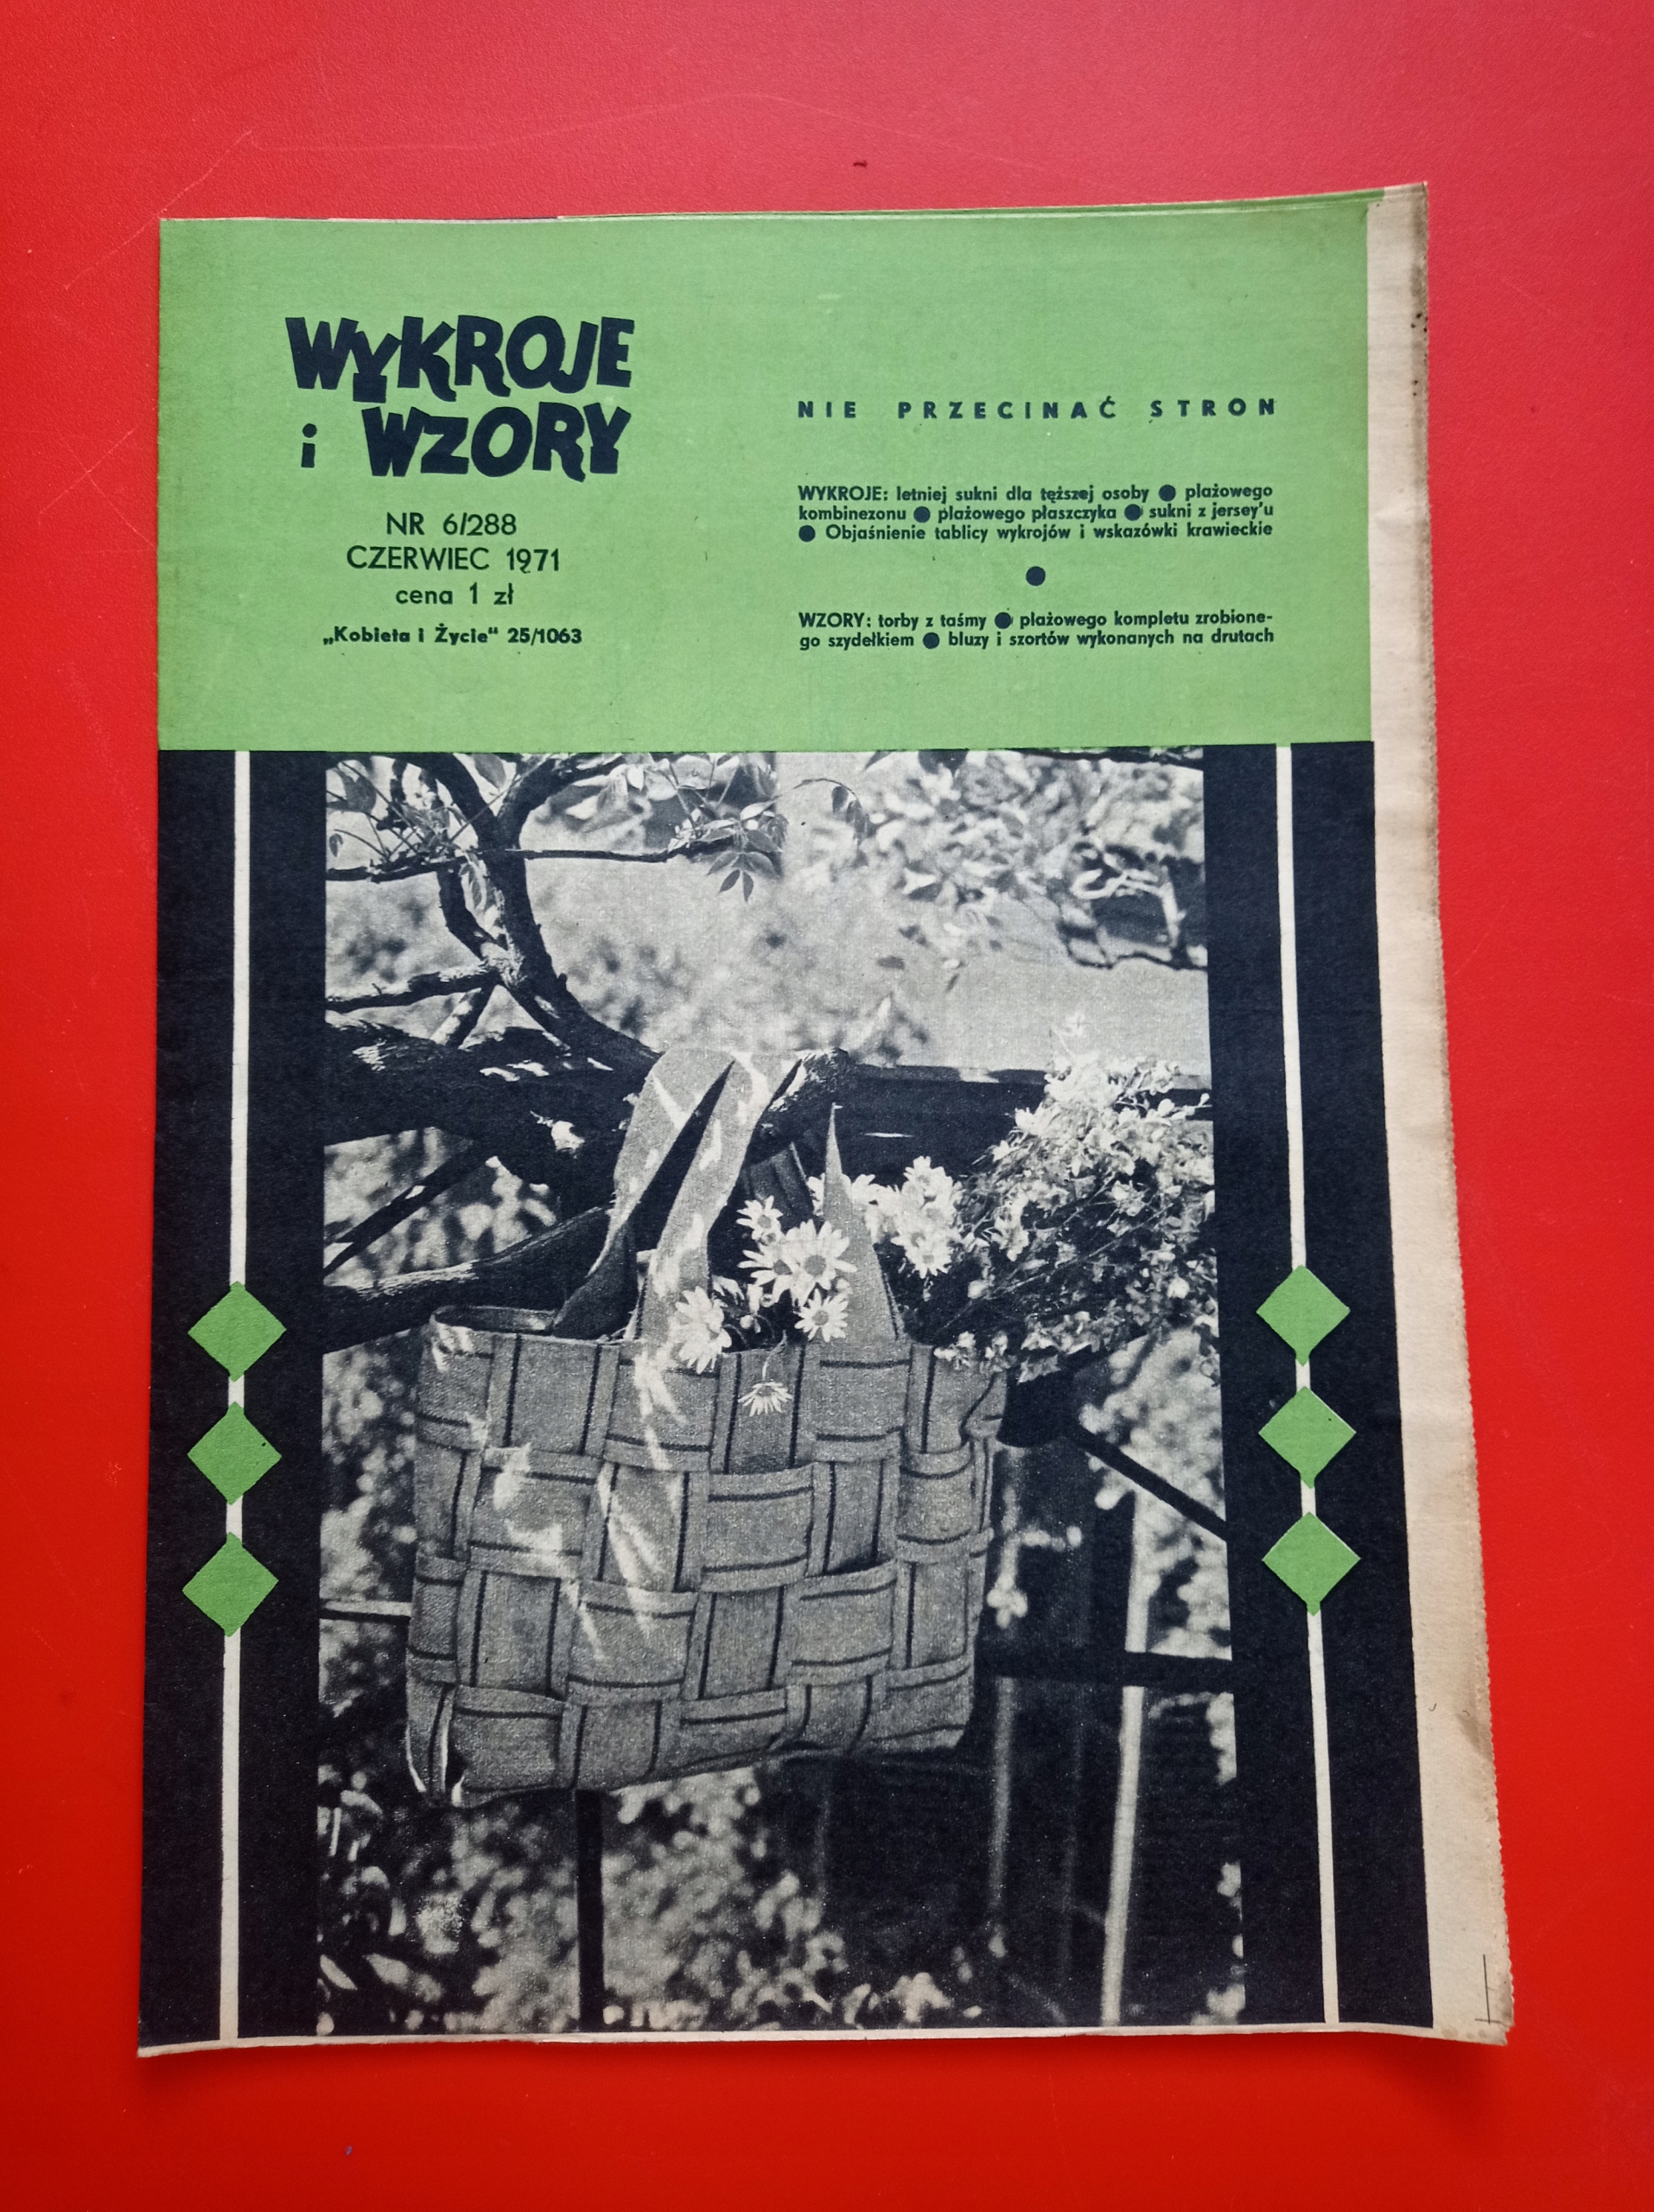 WYKROJE
i WZORY
NR 6/288
CZERWIEC 1971
cena 1 zł
„Kobieta i Życie" 25/1063
NIE PRZECINAĆ STRON
WYKROJE: letniej sukni dla tęższej osoby ● plażowego
kombinezonu ● plażowego płaszczyka ● sukni z jersey'u
● Objaśnienie tablicy wykrojów i wskazówki krawieckie
●
WZORY: torby z taśmy ● plażowego kompletu zrobione-
go szydełkiem ● bluzy i szortów wykonanych na drutach